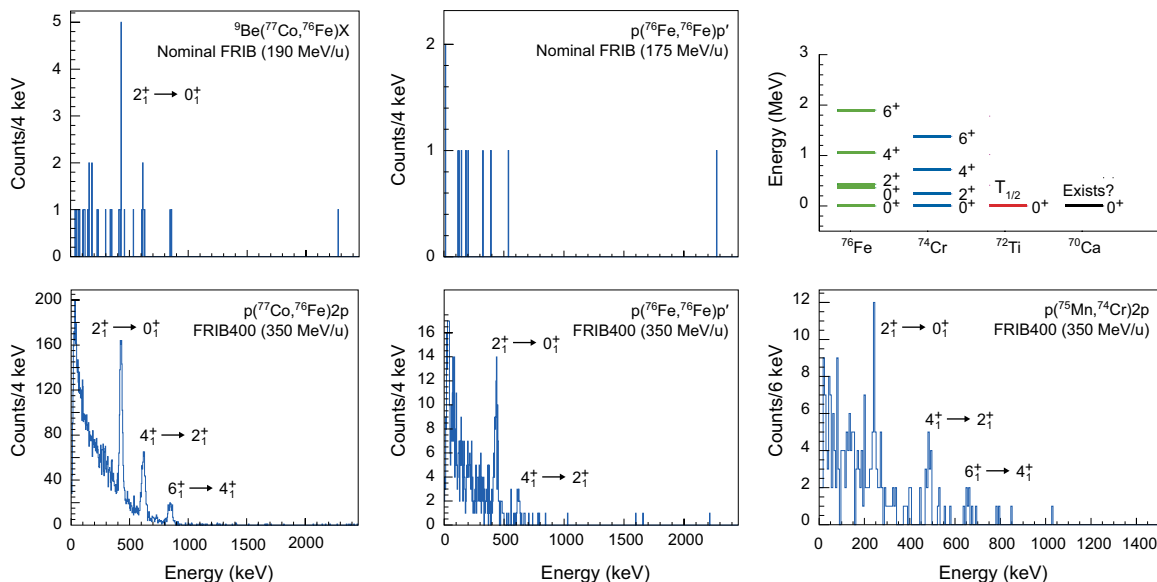 ⁹Be(⁷⁷Co,⁷⁶Fe)X
Nominal FRIB (190 MeV/u)
2₁⁺ → 0₁⁺
Counts/4 keV
5
4
3
2
1
0
p(⁷⁶Fe,⁷⁶Fe)p′
Nominal FRIB (175 MeV/u)
Counts/4 keV
2
1
0
Energy (MeV)
3
2
1
0
6⁺
4⁺
2⁺
0⁺
0⁺
6⁺
4⁺
2⁺
0⁺
T₁/₂
0⁺
Exists?
0⁺
⁷⁶Fe ⁷⁴Cr ⁷²Ti ⁷⁰Ca
p(⁷⁷Co,⁷⁶Fe)2p
FRIB400 (350 MeV/u)
2₁⁺ → 0₁⁺
4₁⁺ → 2₁⁺
6₁⁺ → 4₁⁺
Counts/4 keV
200
160
120
80
40
0
0 500 1000 1500 2000
Energy (keV)
p(⁷⁶Fe,⁷⁶Fe)p′
FRIB400 (350 MeV/u)
2₁⁺ → 0₁⁺
4₁⁺ → 2₁⁺
Counts/4 keV
16
14
12
10
8
6
4
2
0
0 500 1000 1500 2000
Energy (keV)
p(⁷⁵Mn,⁷⁴Cr)2p
FRIB400 (350 MeV/u)
2₁⁺ → 0₁⁺
4₁⁺ → 2₁⁺
6₁⁺ → 4₁⁺
Counts/6 keV
12
10
8
6
4
2
0
0 200 400 600 800 1000 1200 1400
Energy (keV)